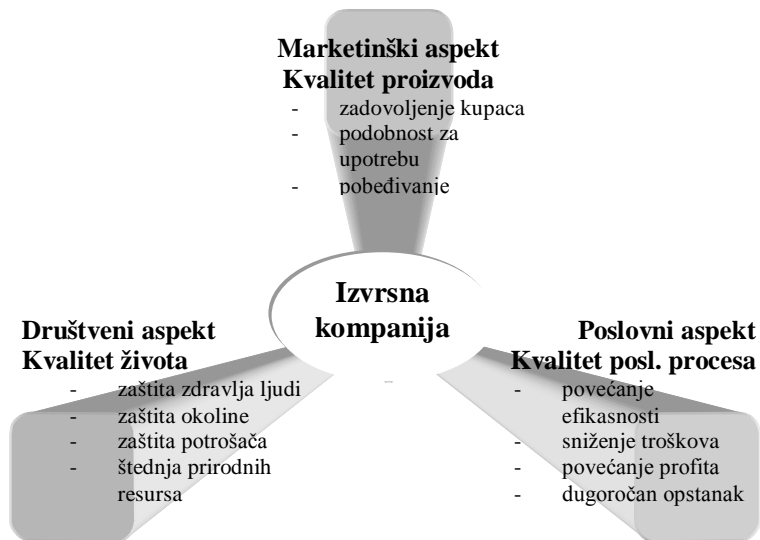 Marketinški aspekt
Kvalitet proizvoda
- zadovoljenje kupaca
- podobnost za
upotrebu
- pobeđivanje
Izvrsna
kompanija
Društveni aspekt
Kvalitet života
- zaštita zdravlja ljudi
- zaštita okoline
- zaštita potrošača
- štednja prirodnih
resursa
Poslovni aspekt
Kvalitet posl. procesa
- povećanje
efikasnosti
- sniženje troškova
- povećanje profita
- dugoročan opstanak